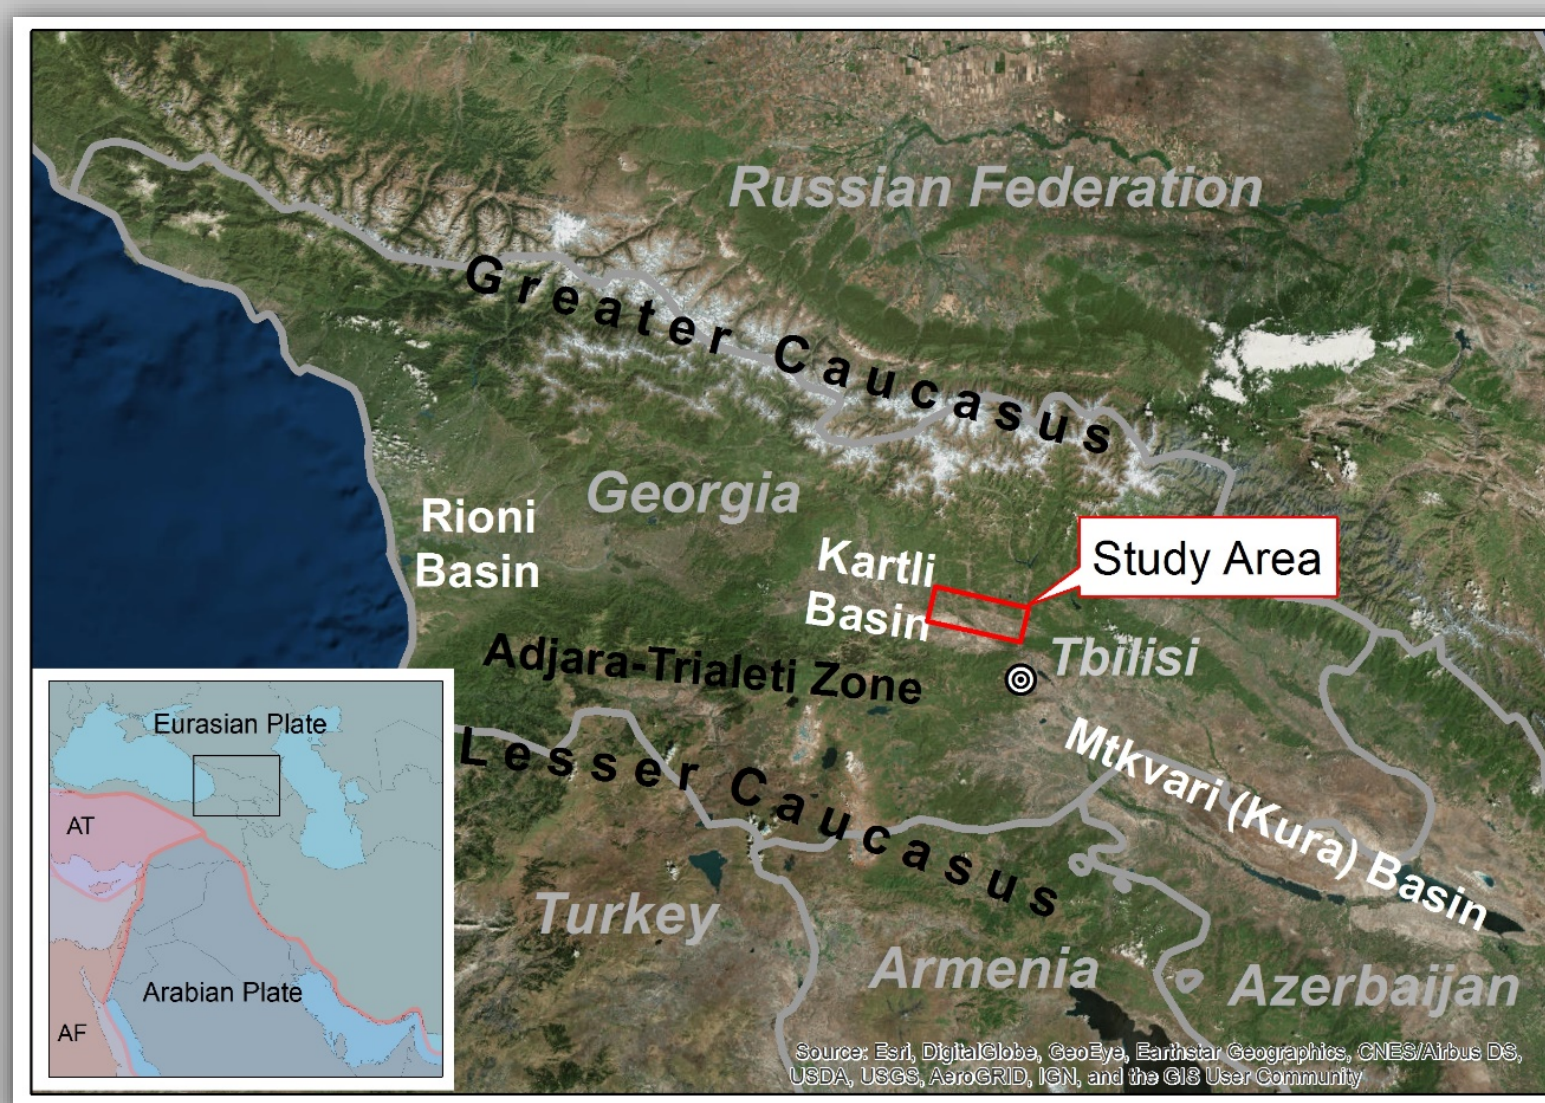 Russian Federation
Greater Caucasus
Georgia
Rioni
Basin
Kartli
Basin
Study Area
Tbilisi
Adjara-Trialeti Zone
Lesser Caucasus
Mtkvari (Kura) Basin
Turkey
Armenia
Azerbaijan
Eurasian Plate
AT
Arabian Plate
AF
Source: Esri, DigitalGlobe, GeoEye, Earthstar Geographics, CNES/Airbus DS,
USDA, USGS, AeroGRID, IGN, and the GIS User Community